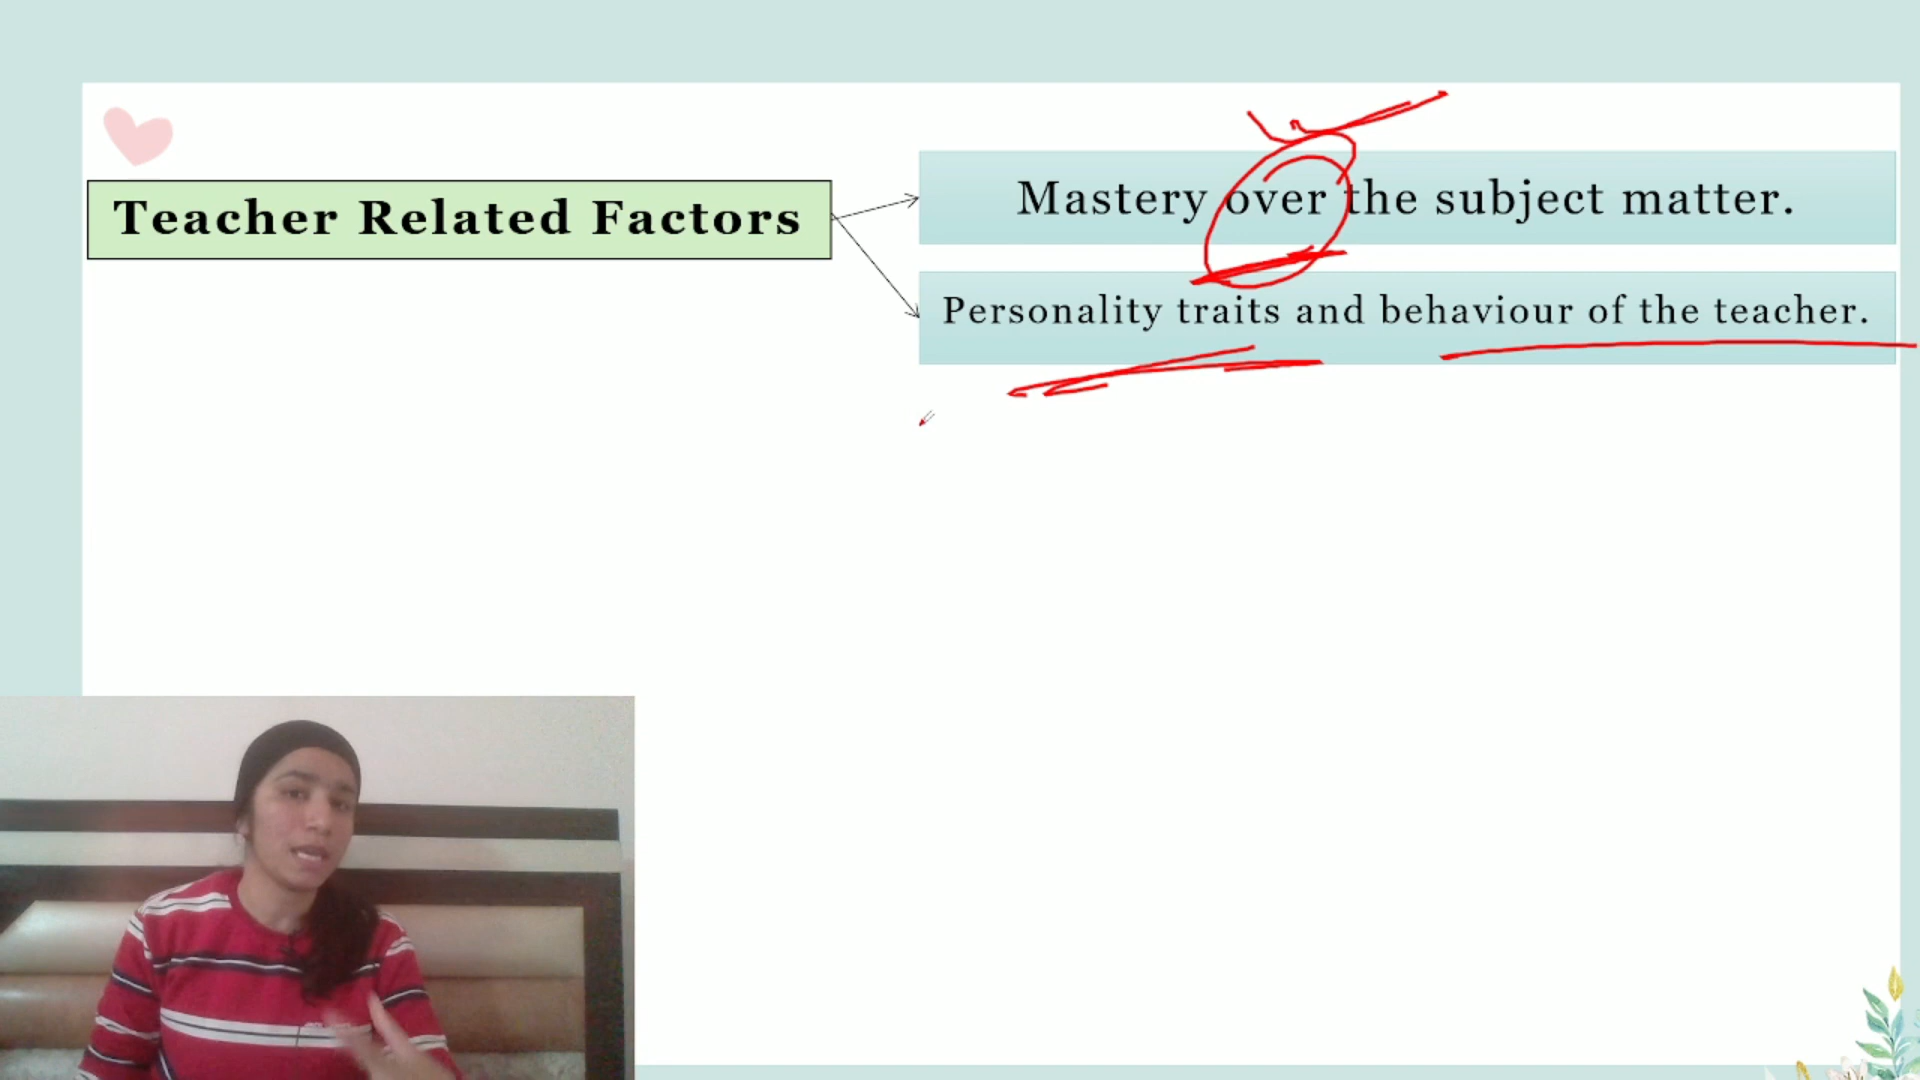 Teacher Related Factors
Mastery over the subject matter.
Personality traits and behaviour of the teacher.